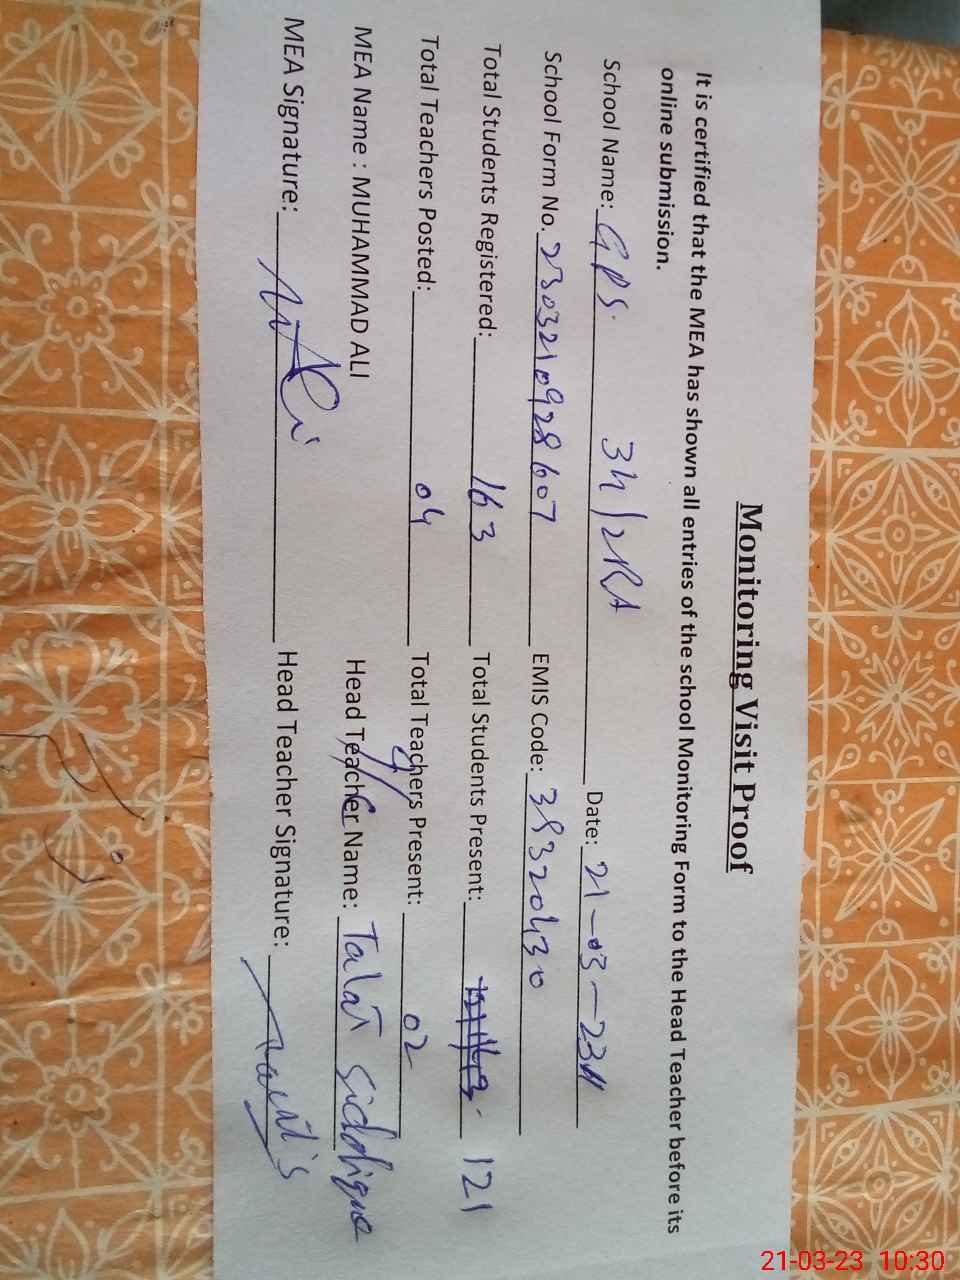 Monitoring Visit Proof
It is certified that the MEA has shown all entries of the school Monitoring Form to the Head Teacher before its
online submission.
School Name: GPS. 34/2RA Date: 21-03-23
School Form No. 2303210928607 EMIS Code: 38320430
Total Students Registered: 163 Total Students Present: 121
Total Teachers Posted: 04 Total Teachers Present: 02
MEA Name : MUHAMMAD ALI Head Teacher Name: Talat Siddique
MEA Signature: Head Teacher Signature:
21-03-23 10:30